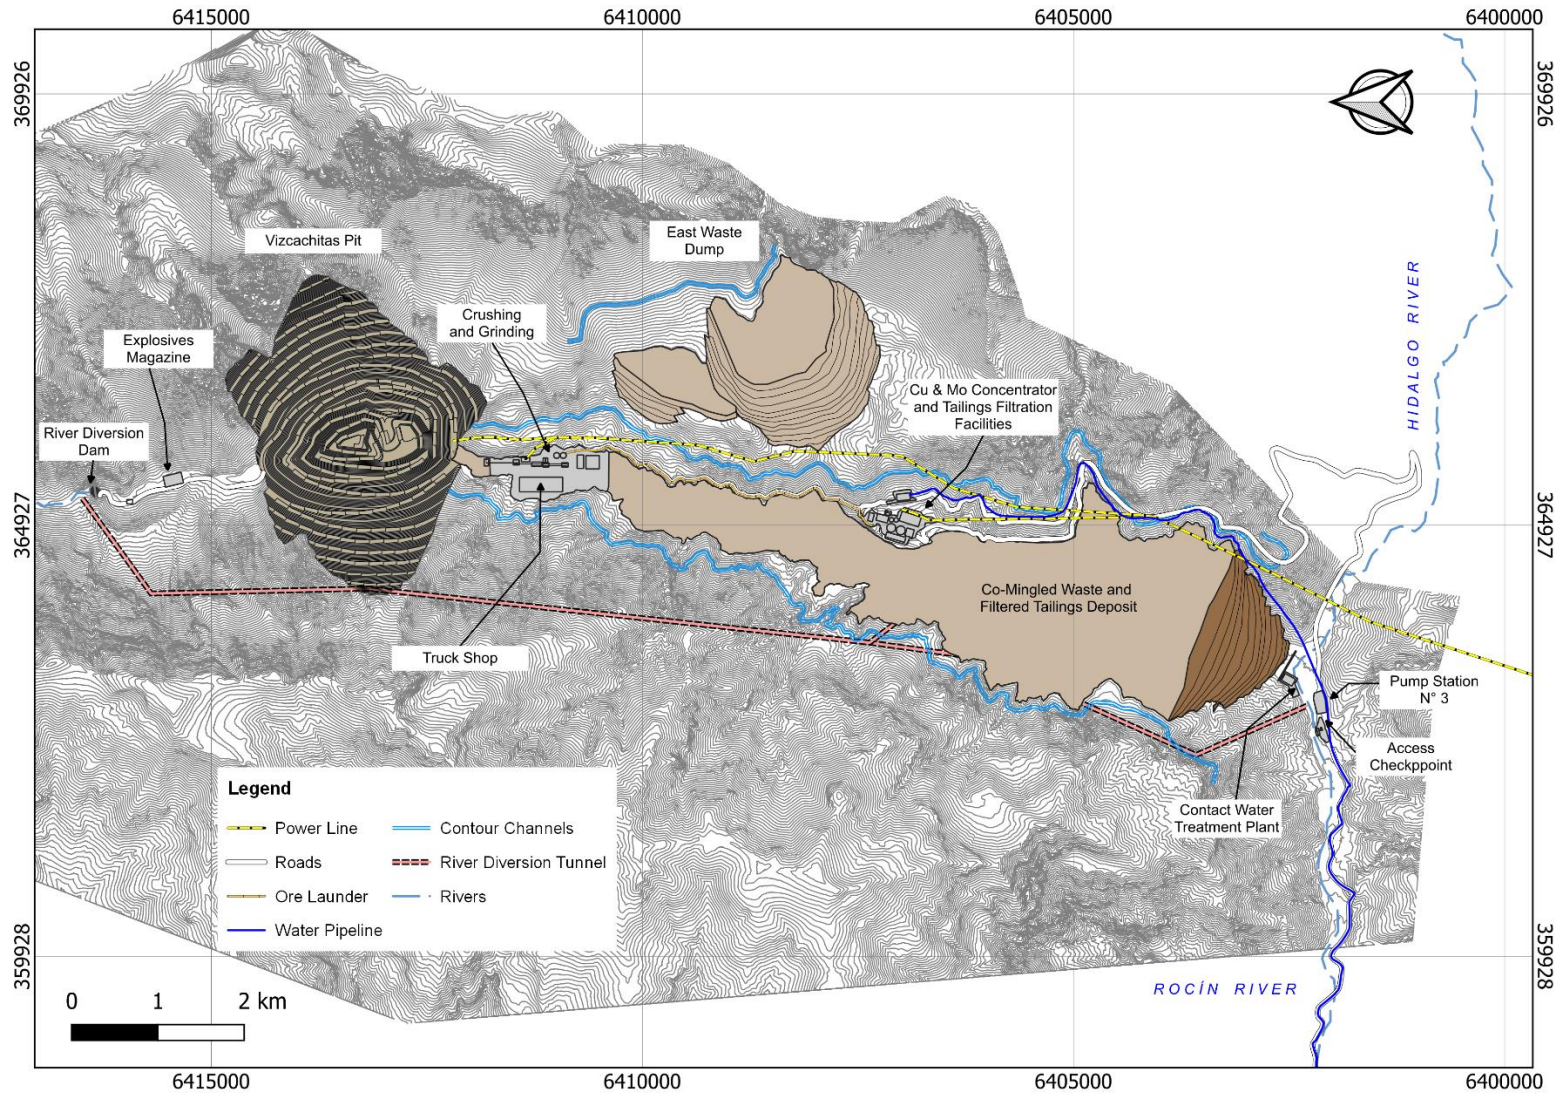 6415000
6410000
6405000
6400000
369926
369926
Vizcachitas Pit
East Waste
Dump
Crushing
and Grinding
Explosives
Magazine
HIDALGO RIVER
Cu & Mo Concentrator
and Tailings Filtration
Facilities
River Diversion
Dam
364927
364927
Co-Mingled Waste and
Filtered Tailings Deposit
Truck Shop
Pump Station
N° 3
Access
Checkppoint
Contact Water
Treatment Plant
Legend
Power Line
Contour Channels
Roads
River Diversion Tunnel
Ore Launder
Rivers
Water Pipeline
359928
359928
ROCÍN RIVER
0 1 2 km
6415000
6410000
6405000
6400000